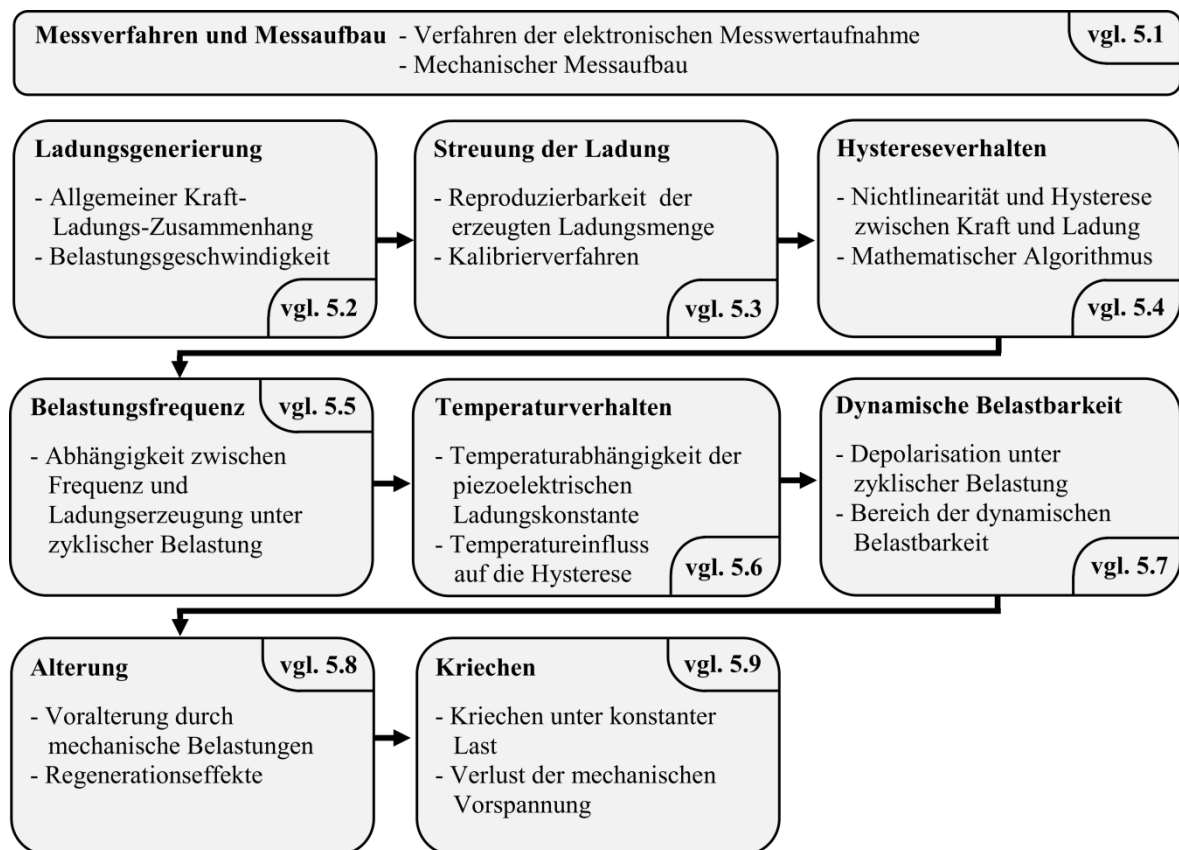 Messverfahren und Messaufbau - Verfahren der elektronischen Messwertaufnahme
- Mechanischer Messaufbau
vgl. 5.1
Ladungsgenerierung
- Allgemeiner Kraft-
Ladungs-Zusammenhang
- Belastungsgeschwindigkeit
vgl. 5.2
Streuung der Ladung
- Reproduzierbarkeit der
erzeugten Ladungsmenge
- Kalibrierverfahren
vgl. 5.3
Hystereseverhalten
- Nichtlinearität und Hysterese
zwischen Kraft und Ladung
- Mathematischer Algorithmus
vgl. 5.4
Belastungsfrequenz
vgl. 5.5
- Abhängigkeit zwischen
Frequenz und
Ladungserzeugung unter
zyklischer Belastung
Temperaturverhalten
- Temperaturabhängigkeit der
piezoelektrischen
Ladungskonstante
- Temperatureinfluss
auf die Hysterese
vgl. 5.6
Dynamische Belastbarkeit
- Depolarisation unter
zyklischer Belastung
- Bereich der dynamischen
Belastbarkeit
vgl. 5.7
Alterung
vgl. 5.8
- Voralterung durch
mechanische Belastungen
- Regenerationseffekte
Kriechen
vgl. 5.9
- Kriechen unter konstanter
Last
- Verlust der mechanischen
Vorspannung